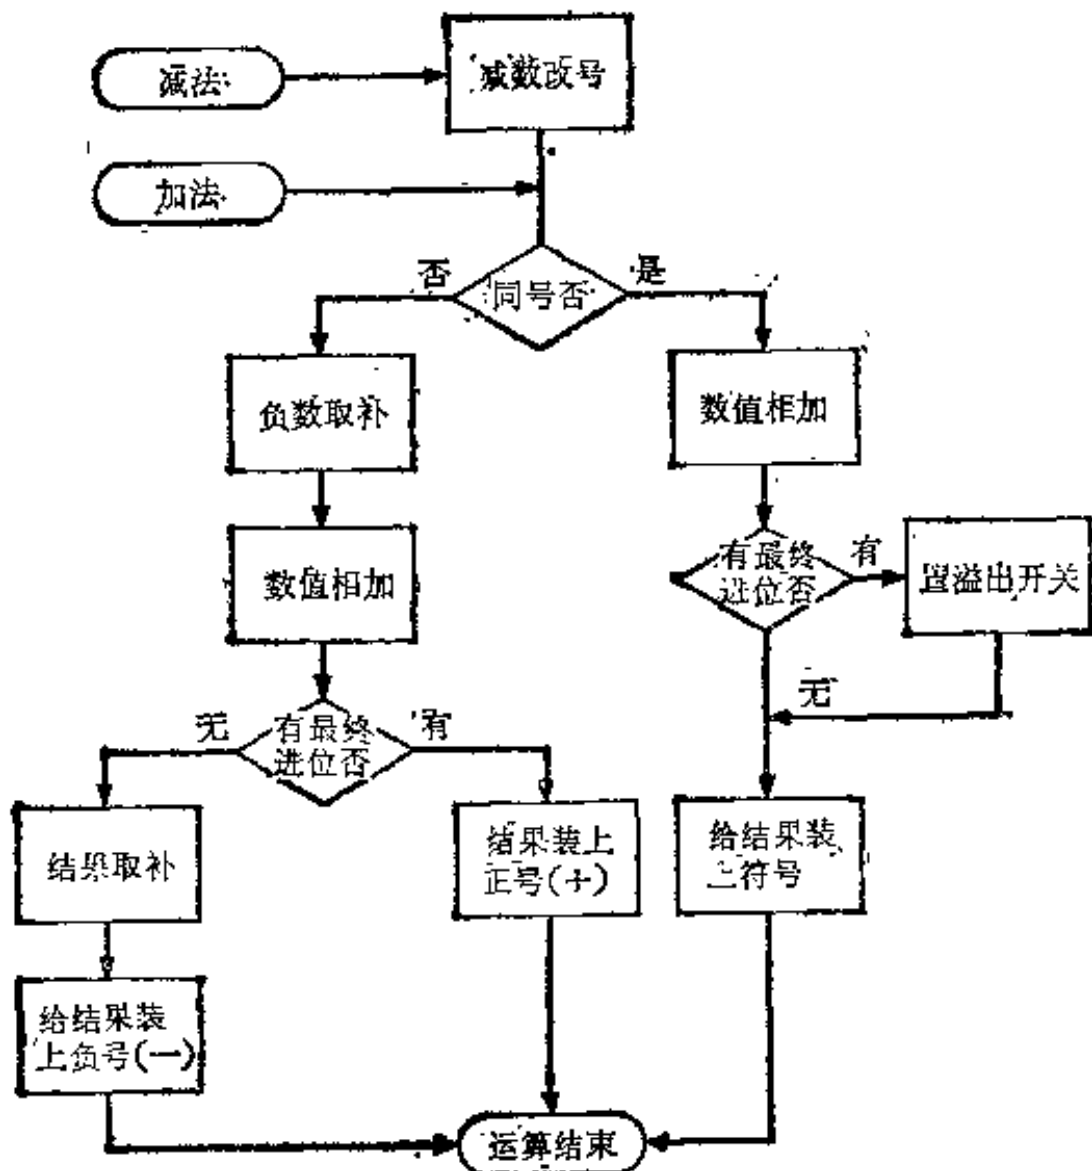 减法
减数改号
加法
否
同号否
是
负数取补
数值相加
数值相加
有最终
进位否
有
置溢出开关
无
无
有最终
进位否
有
结果取补
结果装上
正号(+)
给结果装
上符号
给结果装
上负号(一)
运算结束